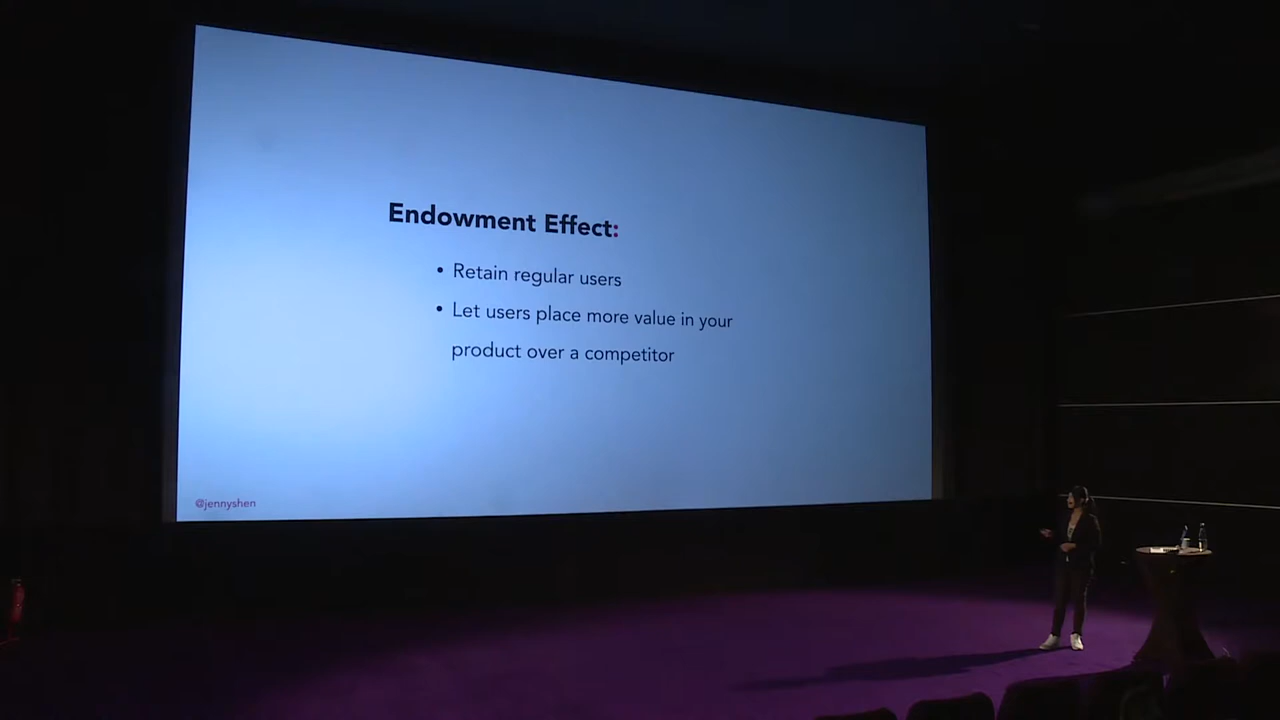 Endowment Effect:
• Retain regular users
• Let users place more value in your
product over a competitor
@jennyshen